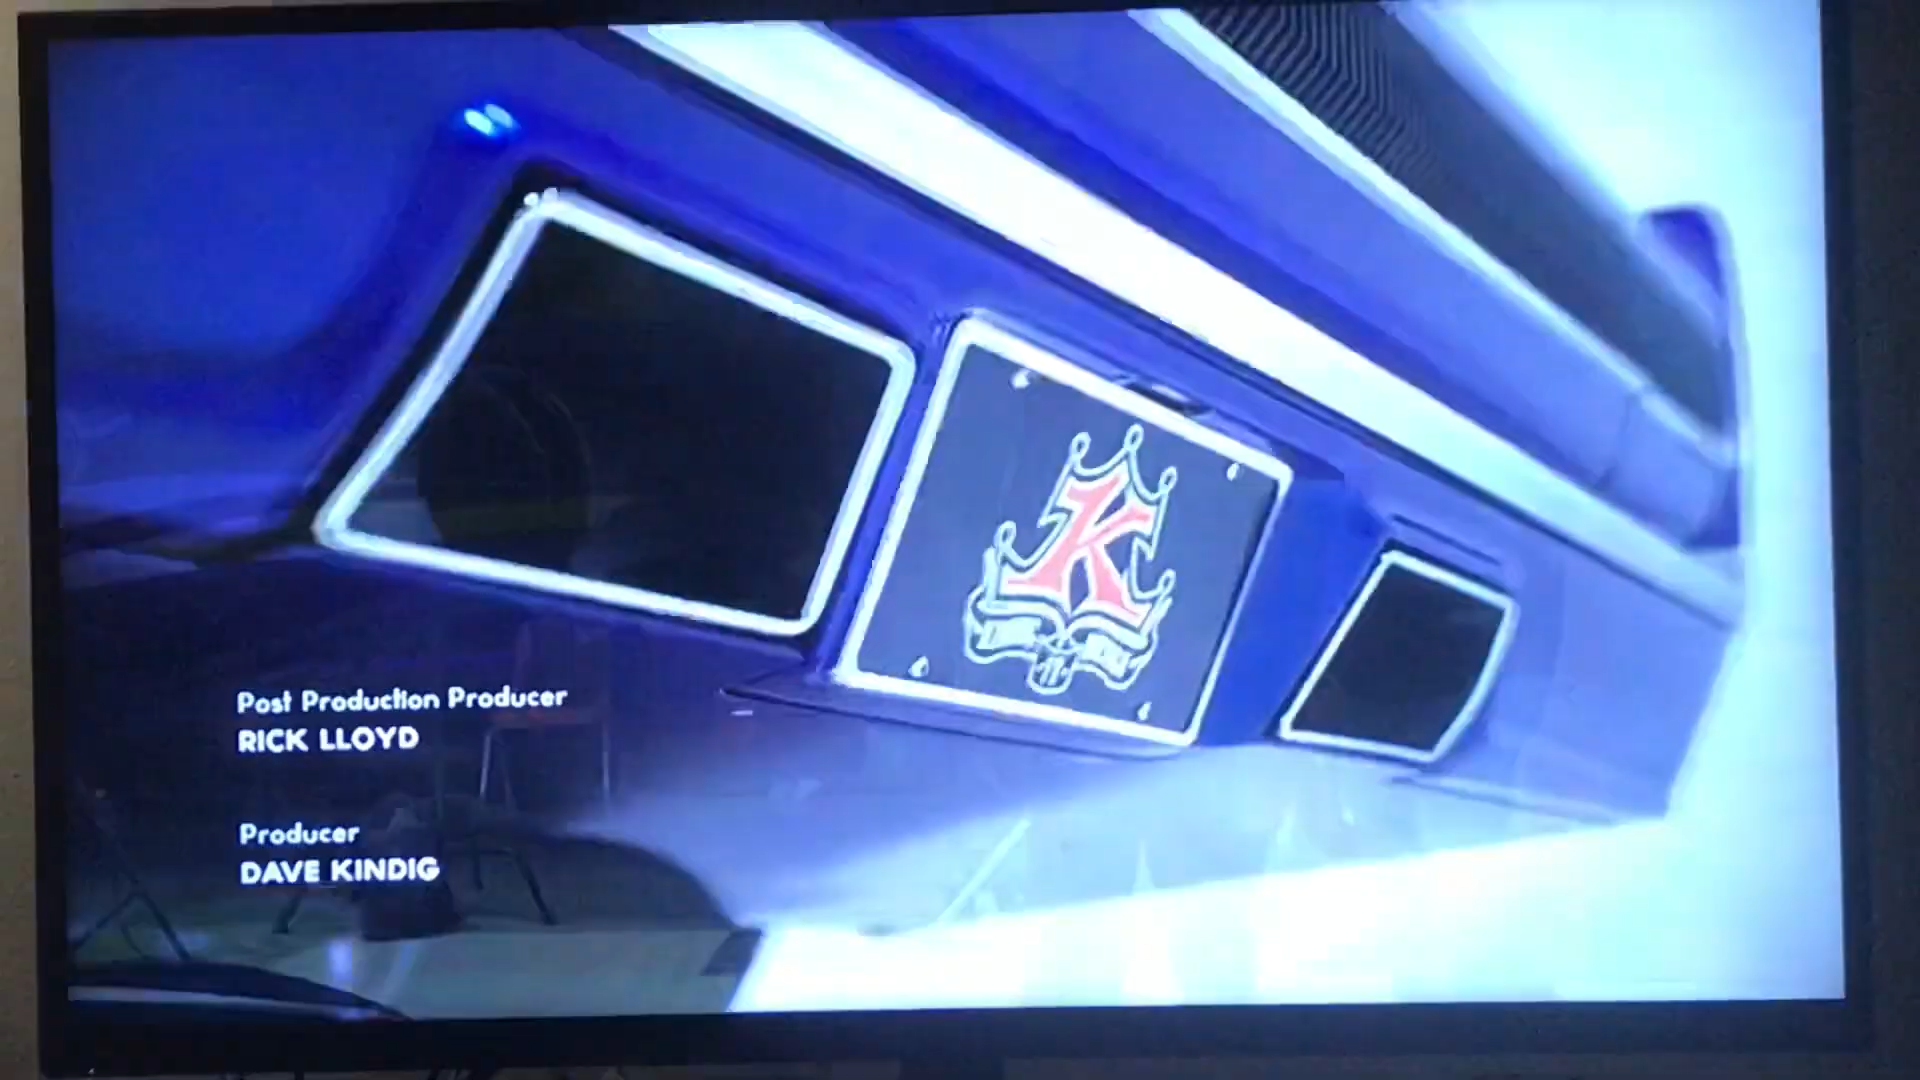 K
Post Production Producer
RICK LLOYD
Producer
DAVE KINDIG